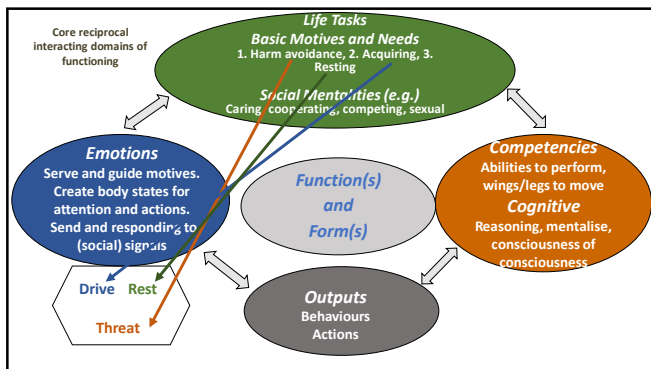 Core reciprocal
interacting domains of
functioning
Life Tasks
Basic Motives and Needs
1. Harm avoidance, 2. Acquiring, 3.
Resting
Social Mentalities (e.g.)
Caring, cooperating, competing, sexual
Emotions
Serve and guide motives.
Create body states for
attention and actions.
Send and responding to
(social) signals
Function(s)
and
Form(s)
Competencies
Abilities to perform,
wings/legs to move
Cognitive
Reasoning, mentalise,
consciousness of
consciousness
Drive Rest
Threat
Outputs
Behaviours
Actions